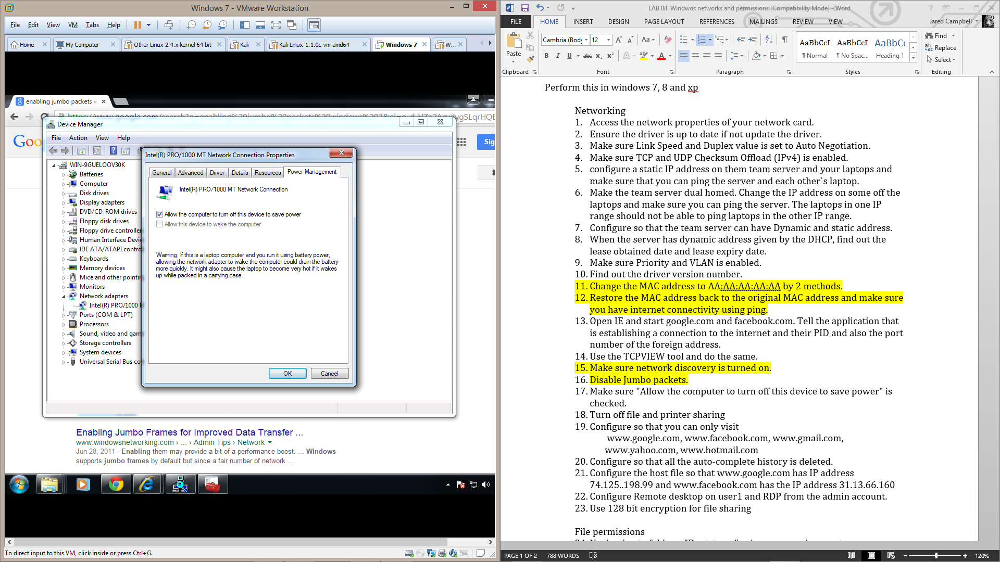 Windows 7 - VMware Workstation
File Edit View VM Tabs Help
Home My Computer Other Linux 2.4.x kernel 64-bit Kali Kali-Linux-1.1.0c-vm-amd64 Windows 7 W...
enabling jumbo packets w
Device Manager
File Action View Help
WIN-9GUELOOV30K
Batteries
Computer
Disk drives
Display adapters
DVD/CD-ROM drives
Floppy disk drives
Floppy drive controller
Human Interface Devic
IDE ATA/ATAPI contro
Keyboards
Memory devices
Mice and other pointin
Monitors
Network adapters
Intel(R) PRO/1000
Ports (COM & LPT)
Processors
Sound, video and gam
Storage controllers
System devices
Universal Serial Bus co
Intel(R) PRO/1000 MT Network Connection Properties
General Advanced Driver Details Resources Power Management
Intel(R) PRO/1000 MT Network Connection
Allow the computer to turn off this device to save power
Allow this device to wake the computer
Warning: If this is a laptop computer and you run it using battery power,
allowing the network adapter to wake the computer could drain the battery
more quickly. It might also cause the laptop to become very hot if it wakes
up while packed in a carrying case.
OK Cancel
Goo
Sig
Enabling Jumbo Frames for Improved Data Transfer ...
www.windowsnetworking.com › ... › Admin Tips › Network
Jun 28, 2011 - Enabling them may provide a bit of a performance boost. ... Windows
supports jumbo frames by default but since a fair number of network ...
To direct input to this VM, click inside or press Ctrl+G.
LAB 08 Windwos networks and permissions [Compatibility Mode] - Word
FILE HOME INSERT DESIGN PAGE LAYOUT REFERENCES MAILINGS REVIEW VIEW Jared Campbell
Paste
Cambria (Body 12
AaBbCcI AaBbCcI AaBbCc
¶ Normal ¶ No Spac... Heading 1
Find
Replace
Select
Clipboard Font Paragraph Styles Editing
Perform this in windows 7, 8 and xp
Networking
1. Access the network properties of your network card.
2. Ensure the driver is up to date if not update the driver.
3. Make sure Link Speed and Duplex value is set to Auto Negotiation.
4. Make sure TCP and UDP Checksum Offload (IPv4) is enabled.
5. configure a static IP address on them team server and your laptops and
make sure that you can ping the server and each other`s laptop.
6. Make the team server dual homed. Change the IP address on some off the
laptops and make sure you can ping the server. The laptops in one IP
range should not be able to ping laptops in the other IP range.
7. Configure so that the team server can have Dynamic and static address.
8. When the server has dynamic address given by the DHCP, find out the
lease obtained date and lease expiry date.
9. Make sure Priority and VLAN is enabled.
10. Find out the driver version number.
11. Change the MAC address to AA:AA:AA:AA:AA by 2 methods.
12. Restore the MAC address back to the original MAC address and make sure
you have internet connectivity using ping.
13. Open IE and start google.com and facebook.com. Tell the application that
is establishing a connection to the internet and their PID and also the port
number of the foreign address.
14. Use the TCPVIEW tool and do the same.
15. Make sure network discovery is turned on.
16. Disable Jumbo packets.
17. Make sure "Allow the computer to turn off this device to save power" is
checked.
18. Turn off file and printer sharing
19. Configure so that you can only visit
www.google.com, www.facebook.com, www.gmail.com,
www.yahoo.com, www.hotmail.com
20. Configure so that all the auto-complete history is deleted.
21. Configure the host file so that www.google.com has IP address
74.125..198.99 and www.facebook.com has the IP address 31.13.66.160
22. Configure Remote desktop on user1 and RDP from the admin account.
23. Use 128 bit encryption for file sharing
File permissions
PAGE 1 OF 2 788 WORDS 120%